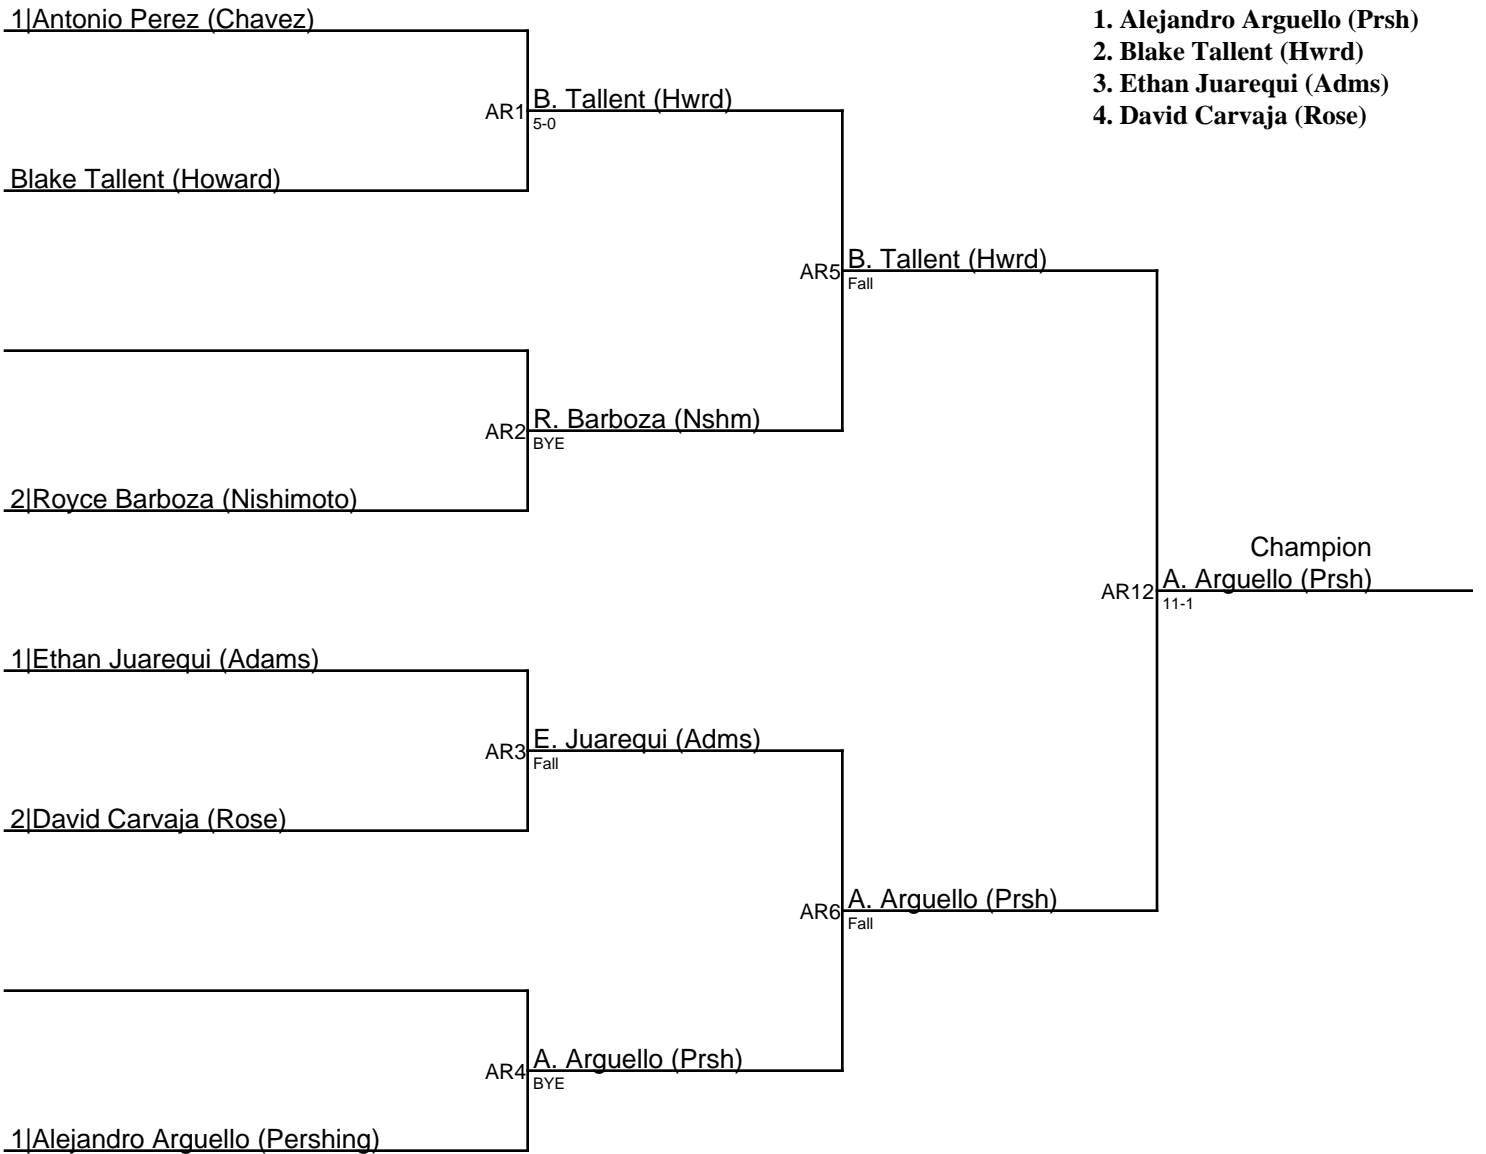 1|Antonio Perez (Chavez)
1. Alejandro Arguello (Prsh)
2. Blake Tallent (Hwrd)
3. Ethan Juarequi (Adms)
4. David Carvaja (Rose)
AR1
B. Tallent (Hwrd)
5-0
Blake Tallent (Howard)
AR5
B. Tallent (Hwrd)
Fall
AR2
R. Barboza (Nshm)
BYE
2|Royce Barboza (Nishimoto)
Champion
AR12
A. Arguello (Prsh)
11-1
1|Ethan Juarequi (Adams)
AR3
E. Juarequi (Adms)
Fall
2|David Carvaja (Rose)
AR6
A. Arguello (Prsh)
Fall
AR4
A. Arguello (Prsh)
BYE
1|Alejandro Arguello (Pershing)